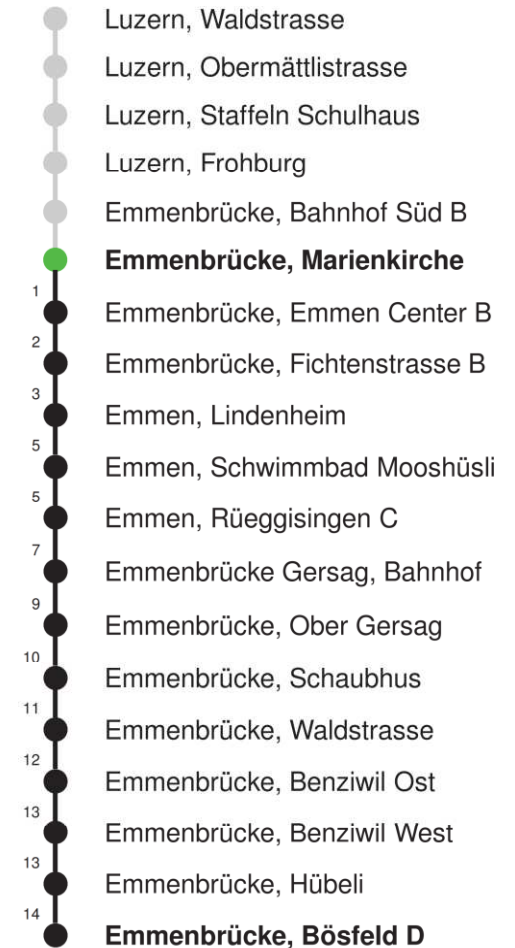 Luzern, Waldstrasse
Luzern, Obermättlistrasse
Luzern, Staffeln Schulhaus
Luzern, Frohburg
Emmenbrücke, Bahnhof Süd B
Emmenbrücke, Marienkirche
1 Emmenbrücke, Emmen Center B
2 Emmenbrücke, Fichtenstrasse B
3 Emmen, Lindenheim
5 Emmen, Schwimmbad Mooshüsli
5 Emmen, Rüeggisingen C
7 Emmenbrücke Gersag, Bahnhof
9 Emmenbrücke, Ober Gersag
10 Emmenbrücke, Schaubhus
11 Emmenbrücke, Waldstrasse
12 Emmenbrücke, Benziwil Ost
13 Emmenbrücke, Benziwil West
13 Emmenbrücke, Hübeli
14 Emmenbrücke, Bösfeld D